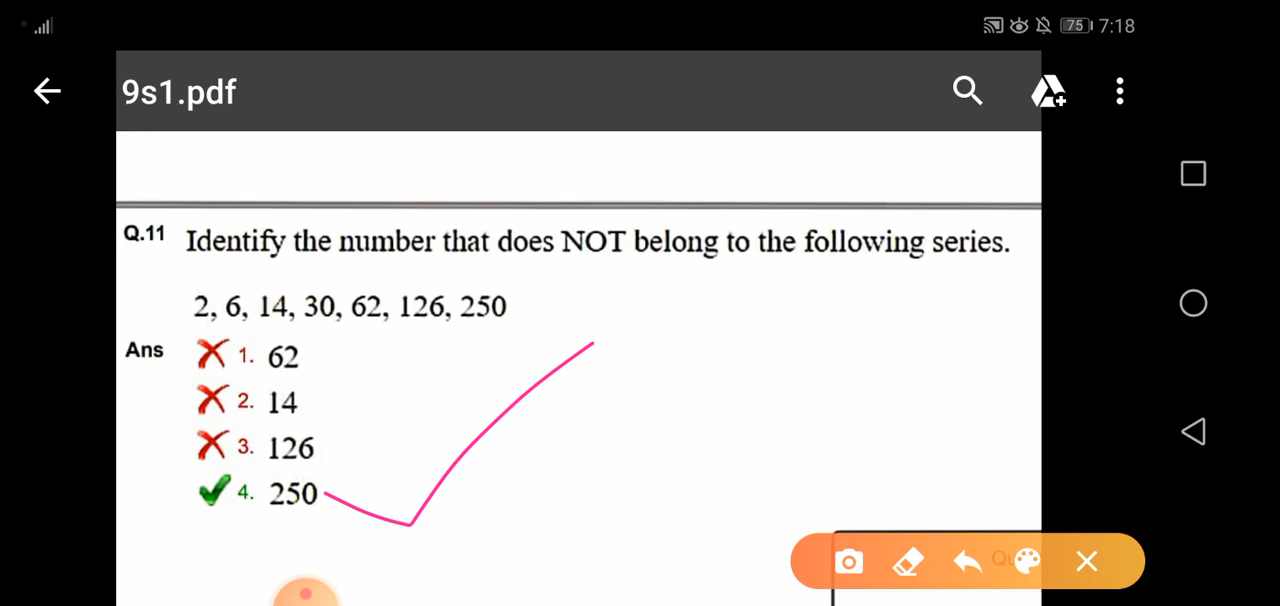 75 7:18
9s1.pdf
Q.11 Identify the number that does NOT belong to the following series.
2, 6, 14, 30, 62, 126, 250
Ans 1. 62
2. 14
3. 126
4. 250